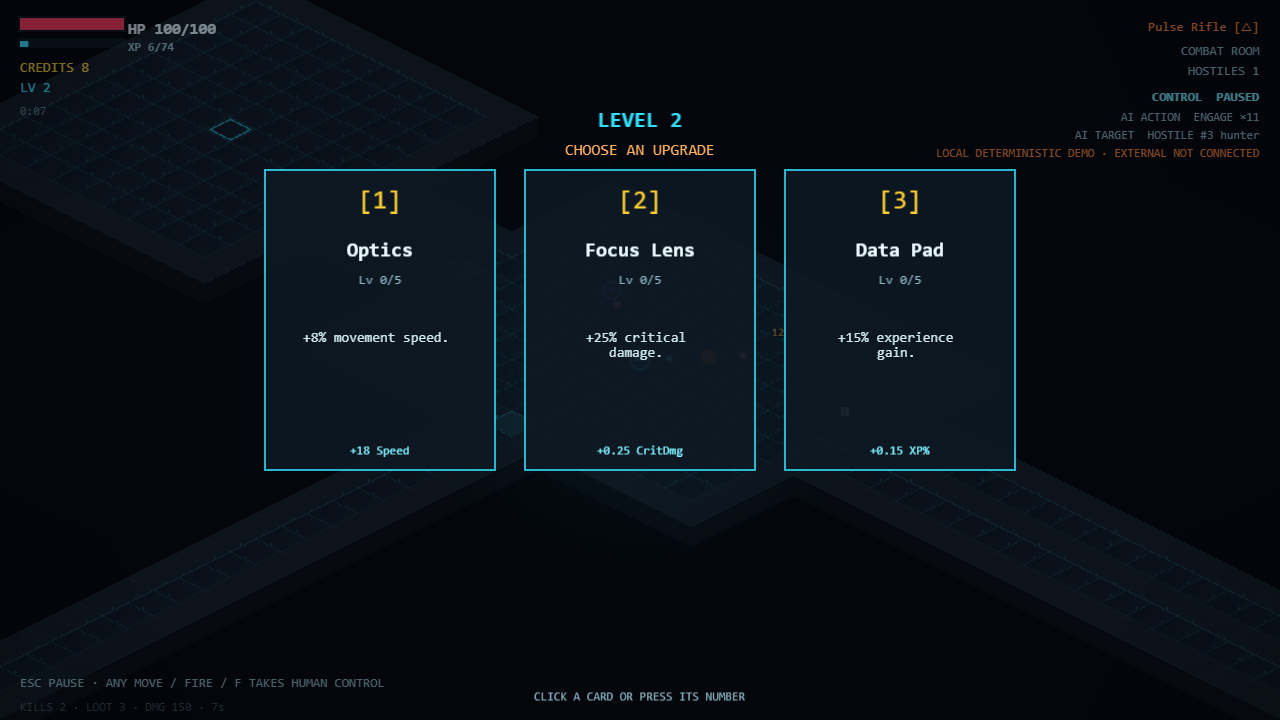 HP 100/100
XP 6/74
CREDITS 8
LV 2
0:07
Pulse Rifle [△]
COMBAT ROOM
HOSTILES 1
CONTROL PAUSED
AI ACTION ENGAGE ×11
AI TARGET HOSTILE #3 hunter
LOCAL DETERMINISTIC DEMO · EXTERNAL NOT CONNECTED
LEVEL 2
CHOOSE AN UPGRADE
[1]
Optics
Lv 0/5
+8% movement speed.
+18 Speed
[2]
Focus Lens
Lv 0/5
+25% critical
damage.
+0.25 CritDmg
12
[3]
Data Pad
Lv 0/5
+15% experience
gain.
+0.15 XP%
ESC PAUSE · ANY MOVE / FIRE / F TAKES HUMAN CONTROL
KILLS 2 · LOOT 3 · DMG 150 · 7s
CLICK A CARD OR PRESS ITS NUMBER